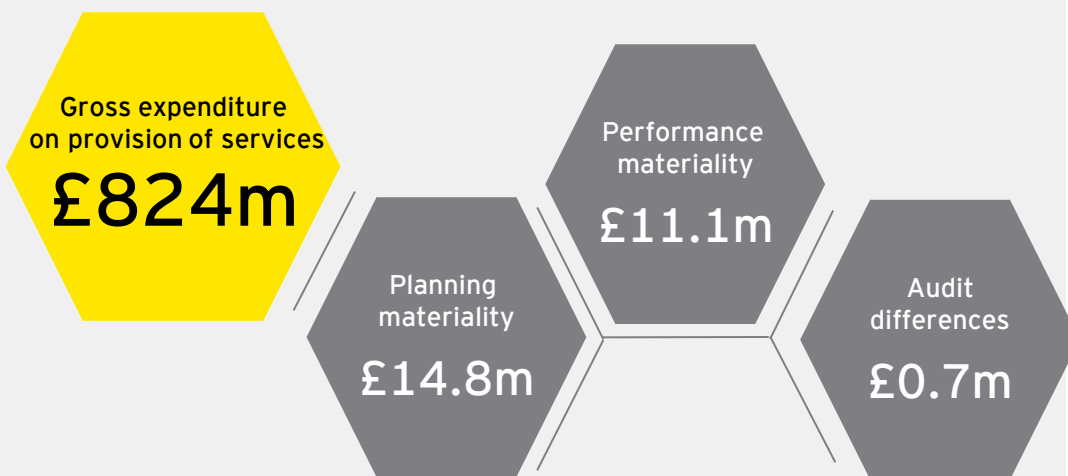 Gross expenditure
on provision of services
£824m
Planning
materiality
£14.8m
Performance
materiality
£11.1m
Audit
differences
£0.7m